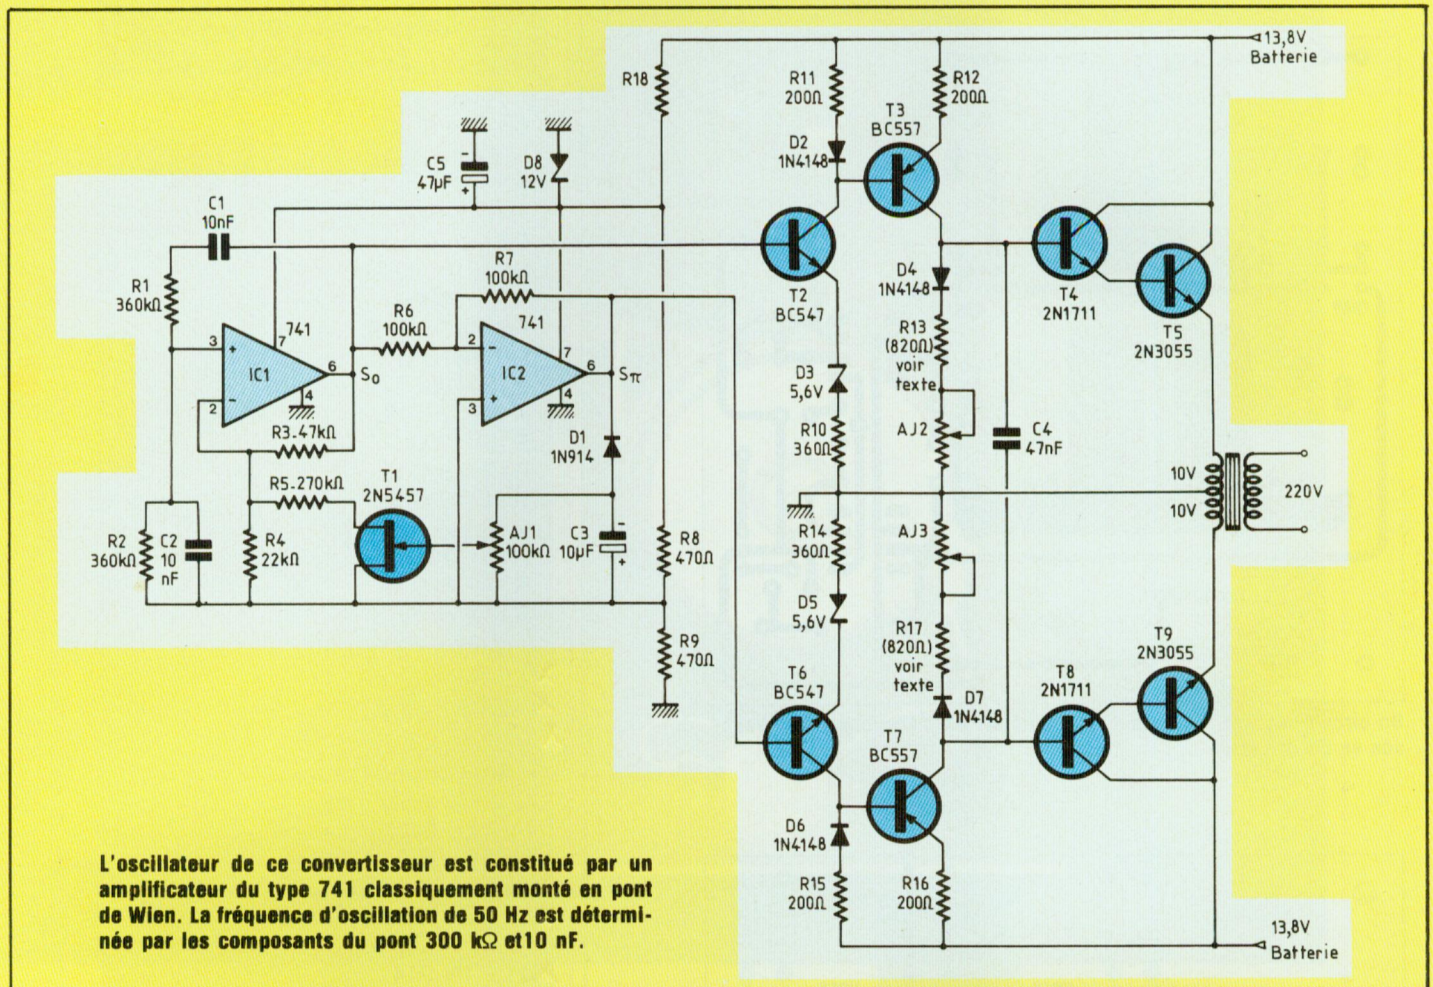 13,8V
Batterie
R18
R11
200Ω
R12
200Ω
T3
BC557
D2
1N4148
C5
47µF
-
+
D8
12V
C1
10nF
R1
360kΩ
R7
100kΩ
R6
100kΩ
741
741
3
+
7
IC1
6
S0
4
-
2
2
-
7
IC2
6
Sπ
4
+
3
T2
BC547
D4
1N4148
T4
2N1711
T5
2N3055
R13
(820Ω)
voir
texte
D3
5,6V
R10
360Ω
AJ2
C4
47nF
R3-47kΩ
D1
1N914
R5-270kΩ
T1
2N5457
10V
10V
220V
R2
360kΩ
C2
10
nF
R4
22kΩ
AJ1
100kΩ
C3
10µF
-
+
R8
470Ω
R14
360Ω
AJ3
D5
5,6V
R9
470Ω
R17
(820Ω)
voir
texte
T6
BC547
D7
1N4148
T8
2N1711
T9
2N3055
T7
BC557
D6
1N4148
R15
200Ω
R16
200Ω
13,8V
Batterie
L'oscillateur de ce convertisseur est constitué par un
amplificateur du type 741 classiquement monté en pont
de Wien. La fréquence d'oscillation de 50 Hz est détermi-
née par les composants du pont 300 kΩ et10 nF.